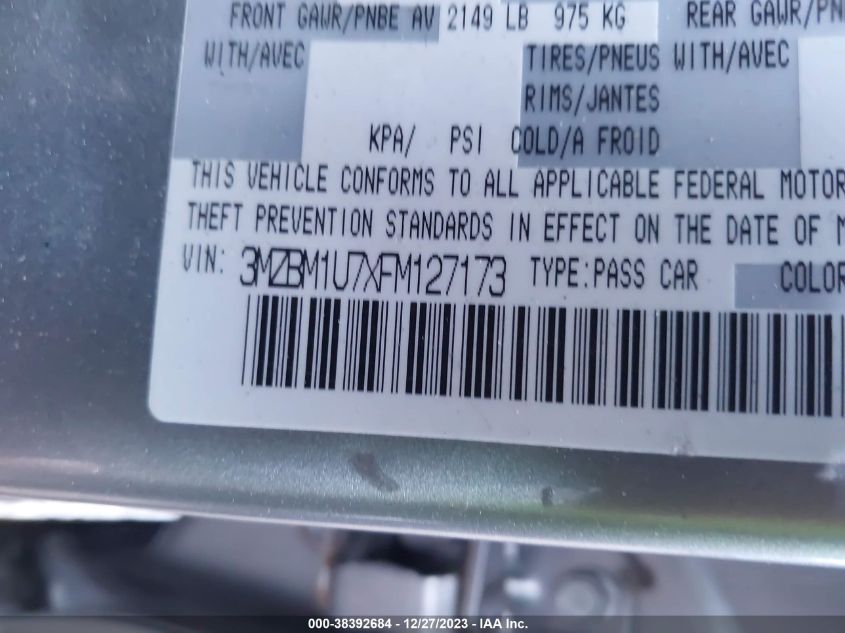 FRONT GAWR/PNBE AV 2149 LB 975 KG REAR GAWR/PN
WITH/AVEC TIRES/PNEUS WITH/AVEC
RIMS/JANTES
KPA/ PSI COLD/A FROID
THIS VEHICLE CONFORMS TO ALL APPLICABLE FEDERAL MOTOR
THEFT PREVENTION STANDARDS IN EFFECT ON THE DATE OF M
VIN: 3MZBM1U7XFM127173 TYPE:PASS CAR COLOR
000-38392684 - 12/27/2023 - IAA Inc.